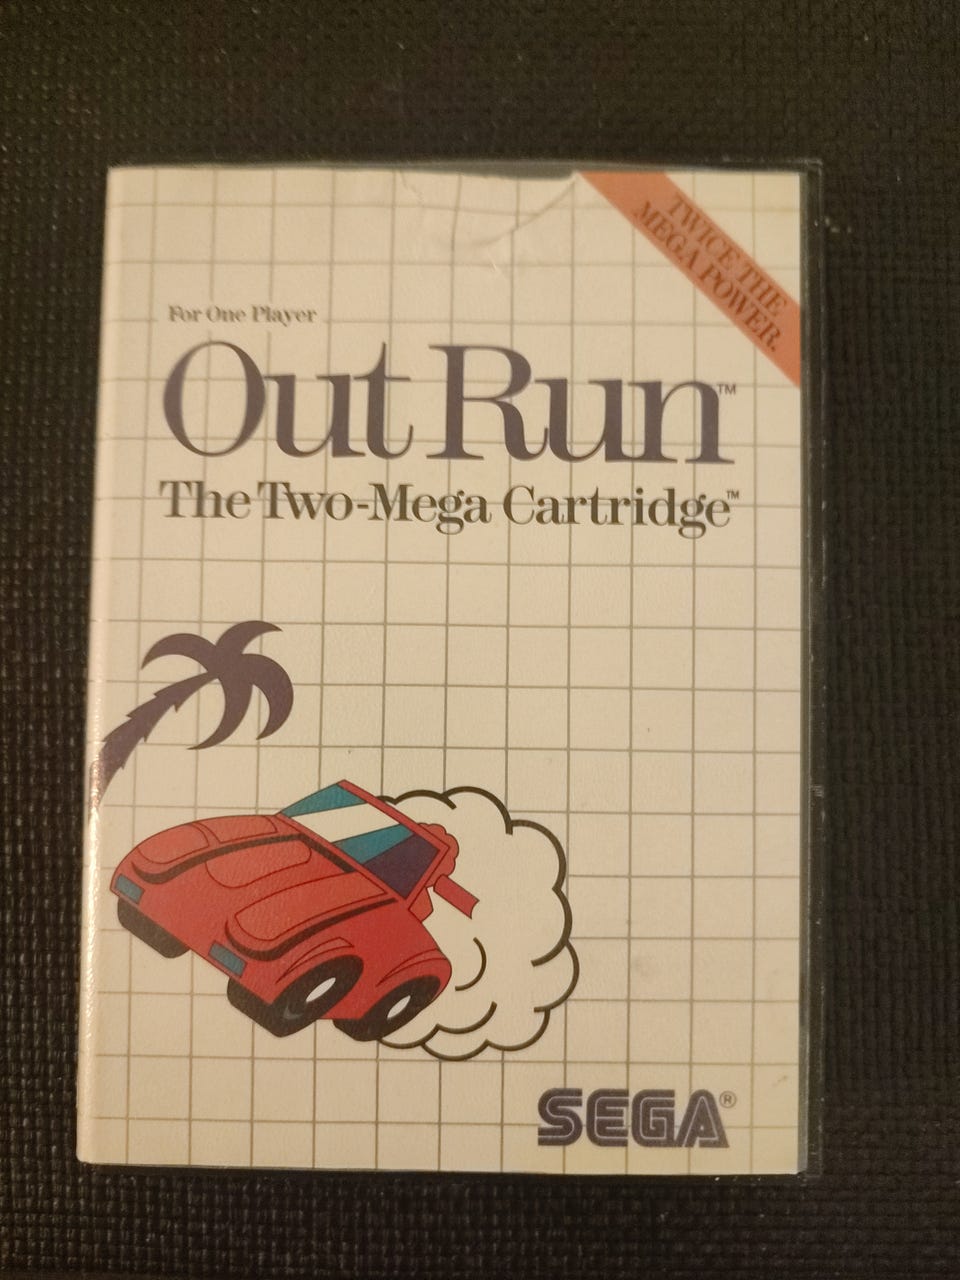 TWICE THE
MEGA POWER.
For One Player
Out Run™
The Two-Mega Cartridge™
SEGA®